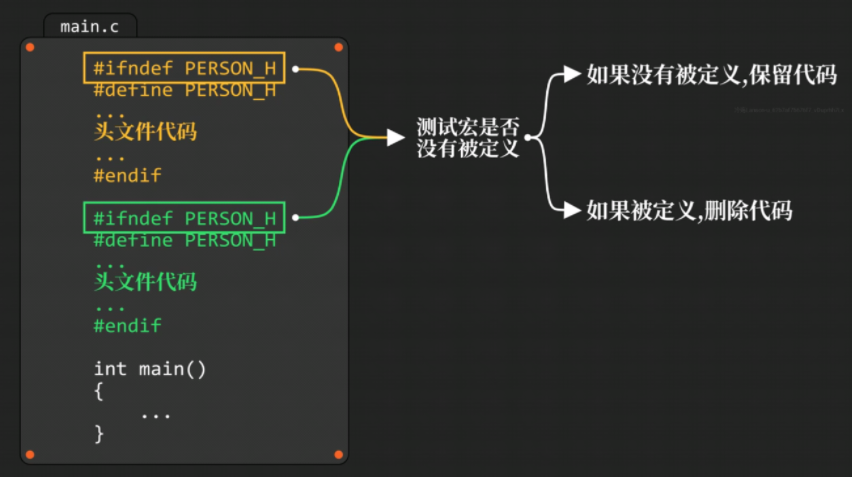 main.c
#ifndef PERSON_H
#define PERSON_H
...
头文件代码
...
#endif
#ifndef PERSON_H
#define PERSON_H
...
头文件代码
...
#endif
int main()
{
...
}
测试宏是否
没有被定义
如果没有被定义,保留代码
如果被定义,删除代码